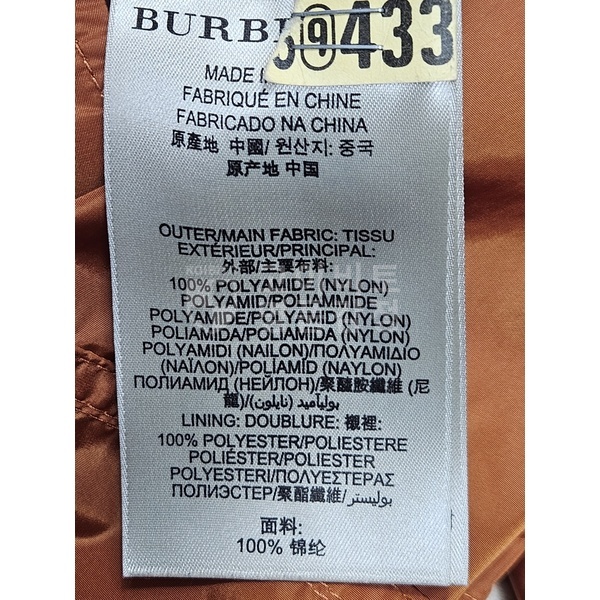 BURB
⑨433
MADE I
FABRIQUÉ EN CHINE
FABRICADO NA CHINA
原產地 中國/ 원산지: 중국
原产地 中国
OUTER/MAIN FABRIC: TISSU
EXTÉRIEUR/PRINCIPAL:
外部/主要布料:
100% POLYAMIDE (NYLON)
POLYAMID/POLIAMMIDE
POLYAMIDE/POLYAMID (NYLON)
POLIAMIDA/POLIAMIDA (NYLON)
POLYAMIDI (NAILON)/ΠΟΛΥΑΜΙΔΙΟ
(ΝΑΪΛΟΝ)/POLİAMİD (NAYLON)
ПОЛИАМИД (НЕЙЛОН)/聚醯胺纖維 (尼
龍)/(بولياميد (نايلون
LINING: DOUBLURE: 襯裡:
100% POLYESTER/POLIESTERE
POLIÉSTER/POLIESTER
POLYESTERI/ΠΟΛΥΕΣΤΕΡΑΣ
ПОЛИЭСТЕР/聚酯纖維/بوليستر
面料:
100% 锦纶